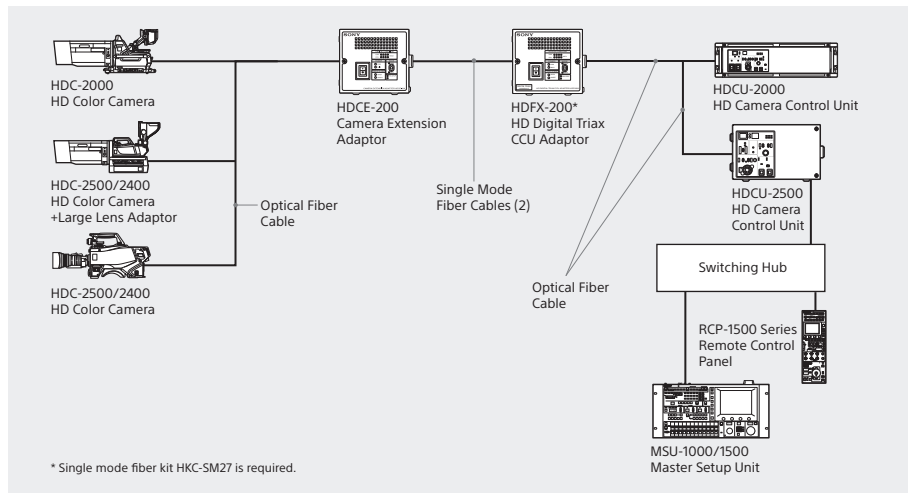 HDC-2000
HD Color Camera
HDC-2500/2400
HD Color Camera
+Large Lens Adaptor
HDC-2500/2400
HD Color Camera
Optical Fiber
Cable
SONY
HDCE-200
Camera Extension
Adaptor
Single Mode
Fiber Cables (2)
SONY
HDFX-200*
HD Digital Triax
CCU Adaptor
Optical Fiber
Cable
HDCU-2000
HD Camera Control Unit
HDCU-2500
HD Camera
Control Unit
Switching Hub
RCP-1500 Series
Remote Control
Panel
MSU-1000/1500
Master Setup Unit
* Single mode fiber kit HKC-SM27 is required.